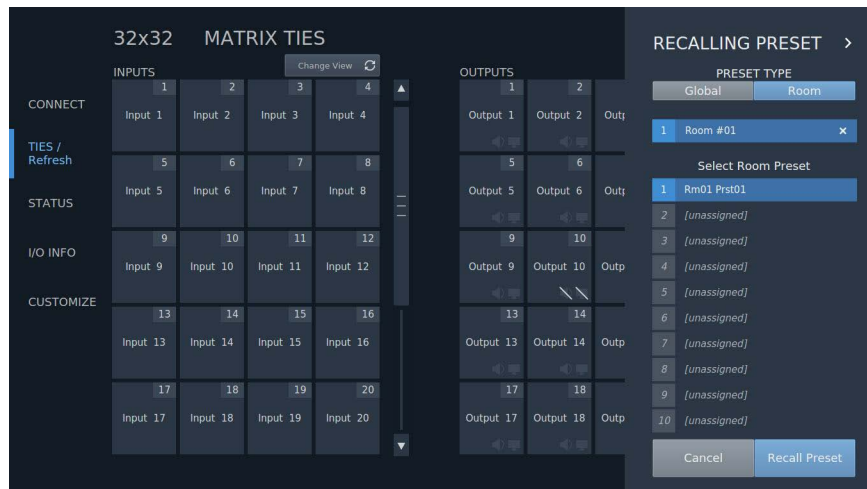 32x32 MATRIX TIES
INPUTS
Change View
CONNECT
TIES /
Refresh
STATUS
I/O INFO
CUSTOMIZE
1 2 3 4
Input 1 Input 2 Input 3 Input 4
5 6 7 8
Input 5 Input 6 Input 7 Input 8
9 10 11 12
Input 9 Input 10 Input 11 Input 12
13 14 15 16
Input 13 Input 14 Input 15 Input 16
17 18 19 20
Input 17 Input 18 Input 19 Input 20
OUTPUTS
1 2
Output 1 Output 2 Outp
5 6
Output 5 Output 6 Outp
9 10
Output 9 Output 10 Outp
13 14
Output 13 Output 14 Outp
17 18
Output 17 Output 18 Outp
RECALLING PRESET >
PRESET TYPE
Global Room
1 Room #01 ×
Select Room Preset
1 Rm01 Prst01
2 [unassigned]
3 [unassigned]
4 [unassigned]
5 [unassigned]
6 [unassigned]
7 [unassigned]
8 [unassigned]
9 [unassigned]
10 [unassigned]
Cancel Recall Preset